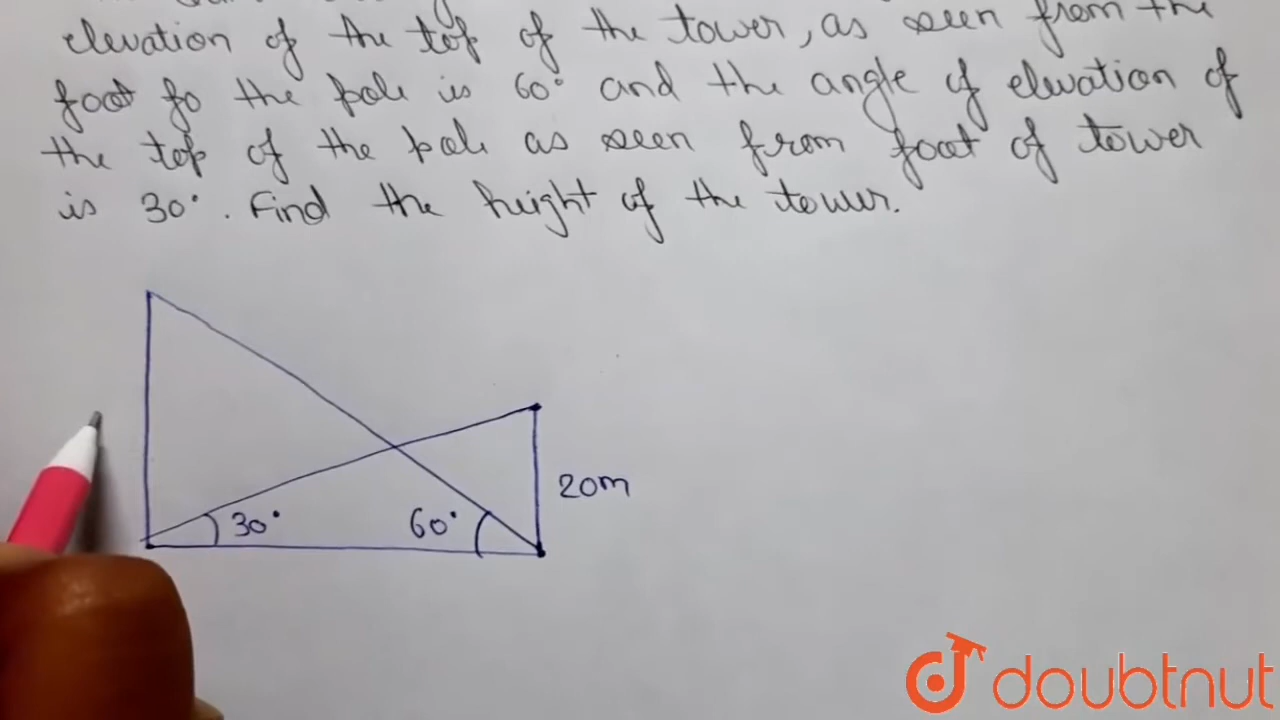 elevation of the top of the tower, as seen from the
foot fo the pole is 60° and the angle of elevation of
the top of the pole as seen from foot of tower
is 30°. Find the height of the tower.
20m
30° 60°
doubtnut